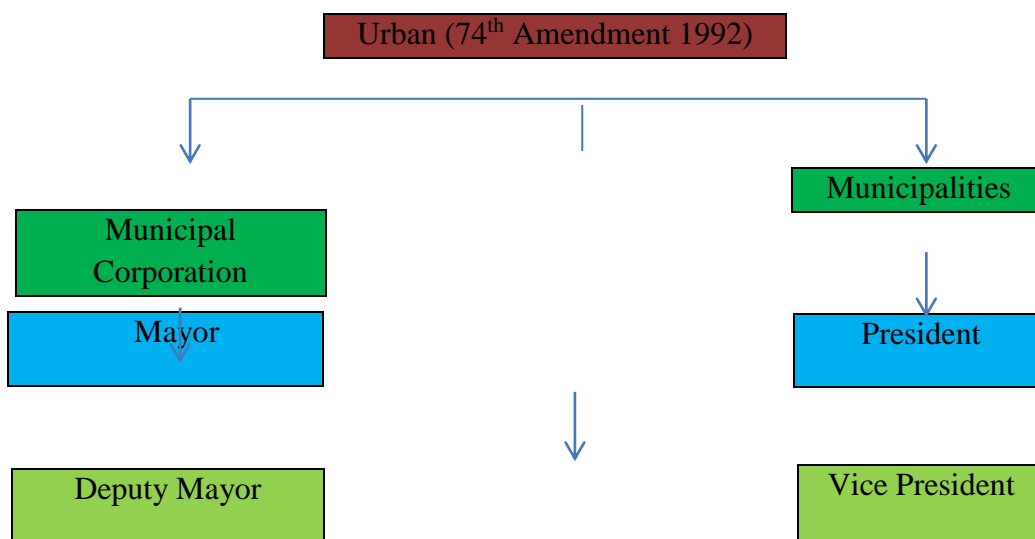 Urban (74th Amendment 1992)
Municipalities
Municipal
Corporation
Mayor
President
Deputy Mayor
Vice President